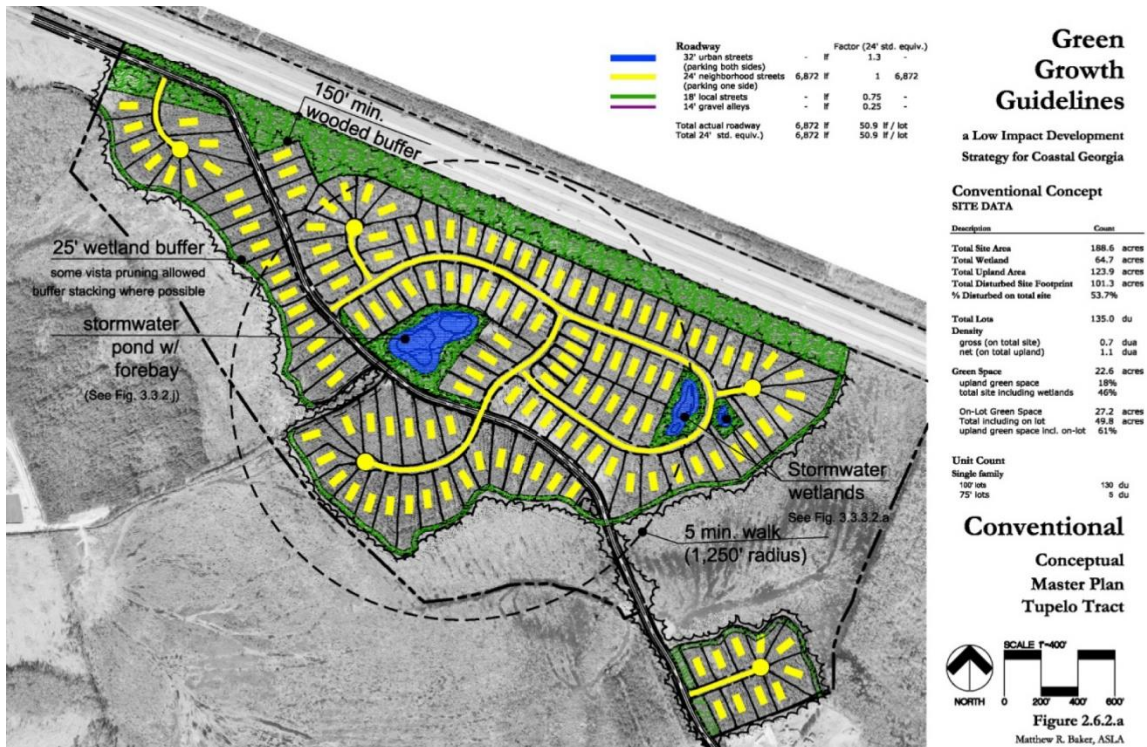 Roadway Factor (24' std. equiv.)
32' urban streets - lf 1.3 -
(parking both sides)
24' neighborhood streets 6,872 lf 1 6,872
(parking one side)
18' local streets - lf 0.75 -
14' gravel alleys - lf 0.25 -
Total actual roadway 6,872 lf 50.9 lf / lot
Total 24' std. equiv.) 6,872 lf 50.9 lf / lot
150' min.
wooded buffer
25' wetland buffer
some vista pruning allowed
buffer stacking where possible
stormwater
pond w/
forebay
(See Fig. 3.3.2.j)
Stormwater
wetlands
See Fig. 3.3.3.2.a
5 min. walk
(1,250' radius)
Green
Growth
Guidelines
a Low Impact Development
Strategy for Coastal Georgia
Conventional Concept
SITE DATA
Description Count
Total Site Area 188.6 acres
Total Wetland 64.7 acres
Total Upland Area 123.9 acres
Total Disturbed Site Footprint 101.3 acres
% Disturbed on total site 53.7%
Total Lots 135.0 du
Density
gross (on total site) 0.7 dua
net (on total upland) 1.1 dua
Green Space 22.6 acres
upland green space 18%
total site including wetlands 46%
On-Lot Green Space 27.2 acres
Total including on lot 49.8 acres
upland green space incl. on-lot 61%
Unit Count
Single family
100' lots 130 du
75' lots 5 du
Conventional
Conceptual
Master Plan
Tupelo Tract
SCALE 1"=400'
NORTH 0 200' 400' 600'
Figure 2.6.2.a
Matthew R. Baker, ASLA